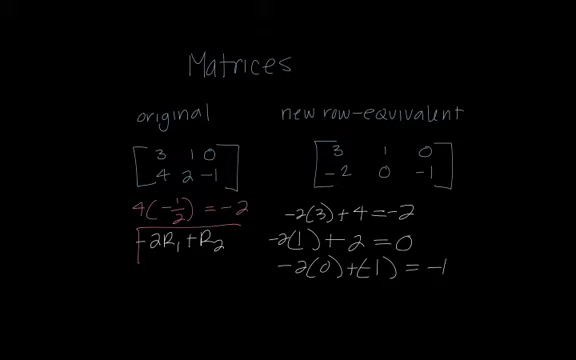 Matrices
original
new row-equivalent
[3 1 0
4 2 -1]
[3 1 0
-2 0 -1]
4(-1/2) = -2
-2R₁ + R₂
-2(3) + 4 = -2
-2(1) + 2 = 0
-2(0) + (-1) = -1